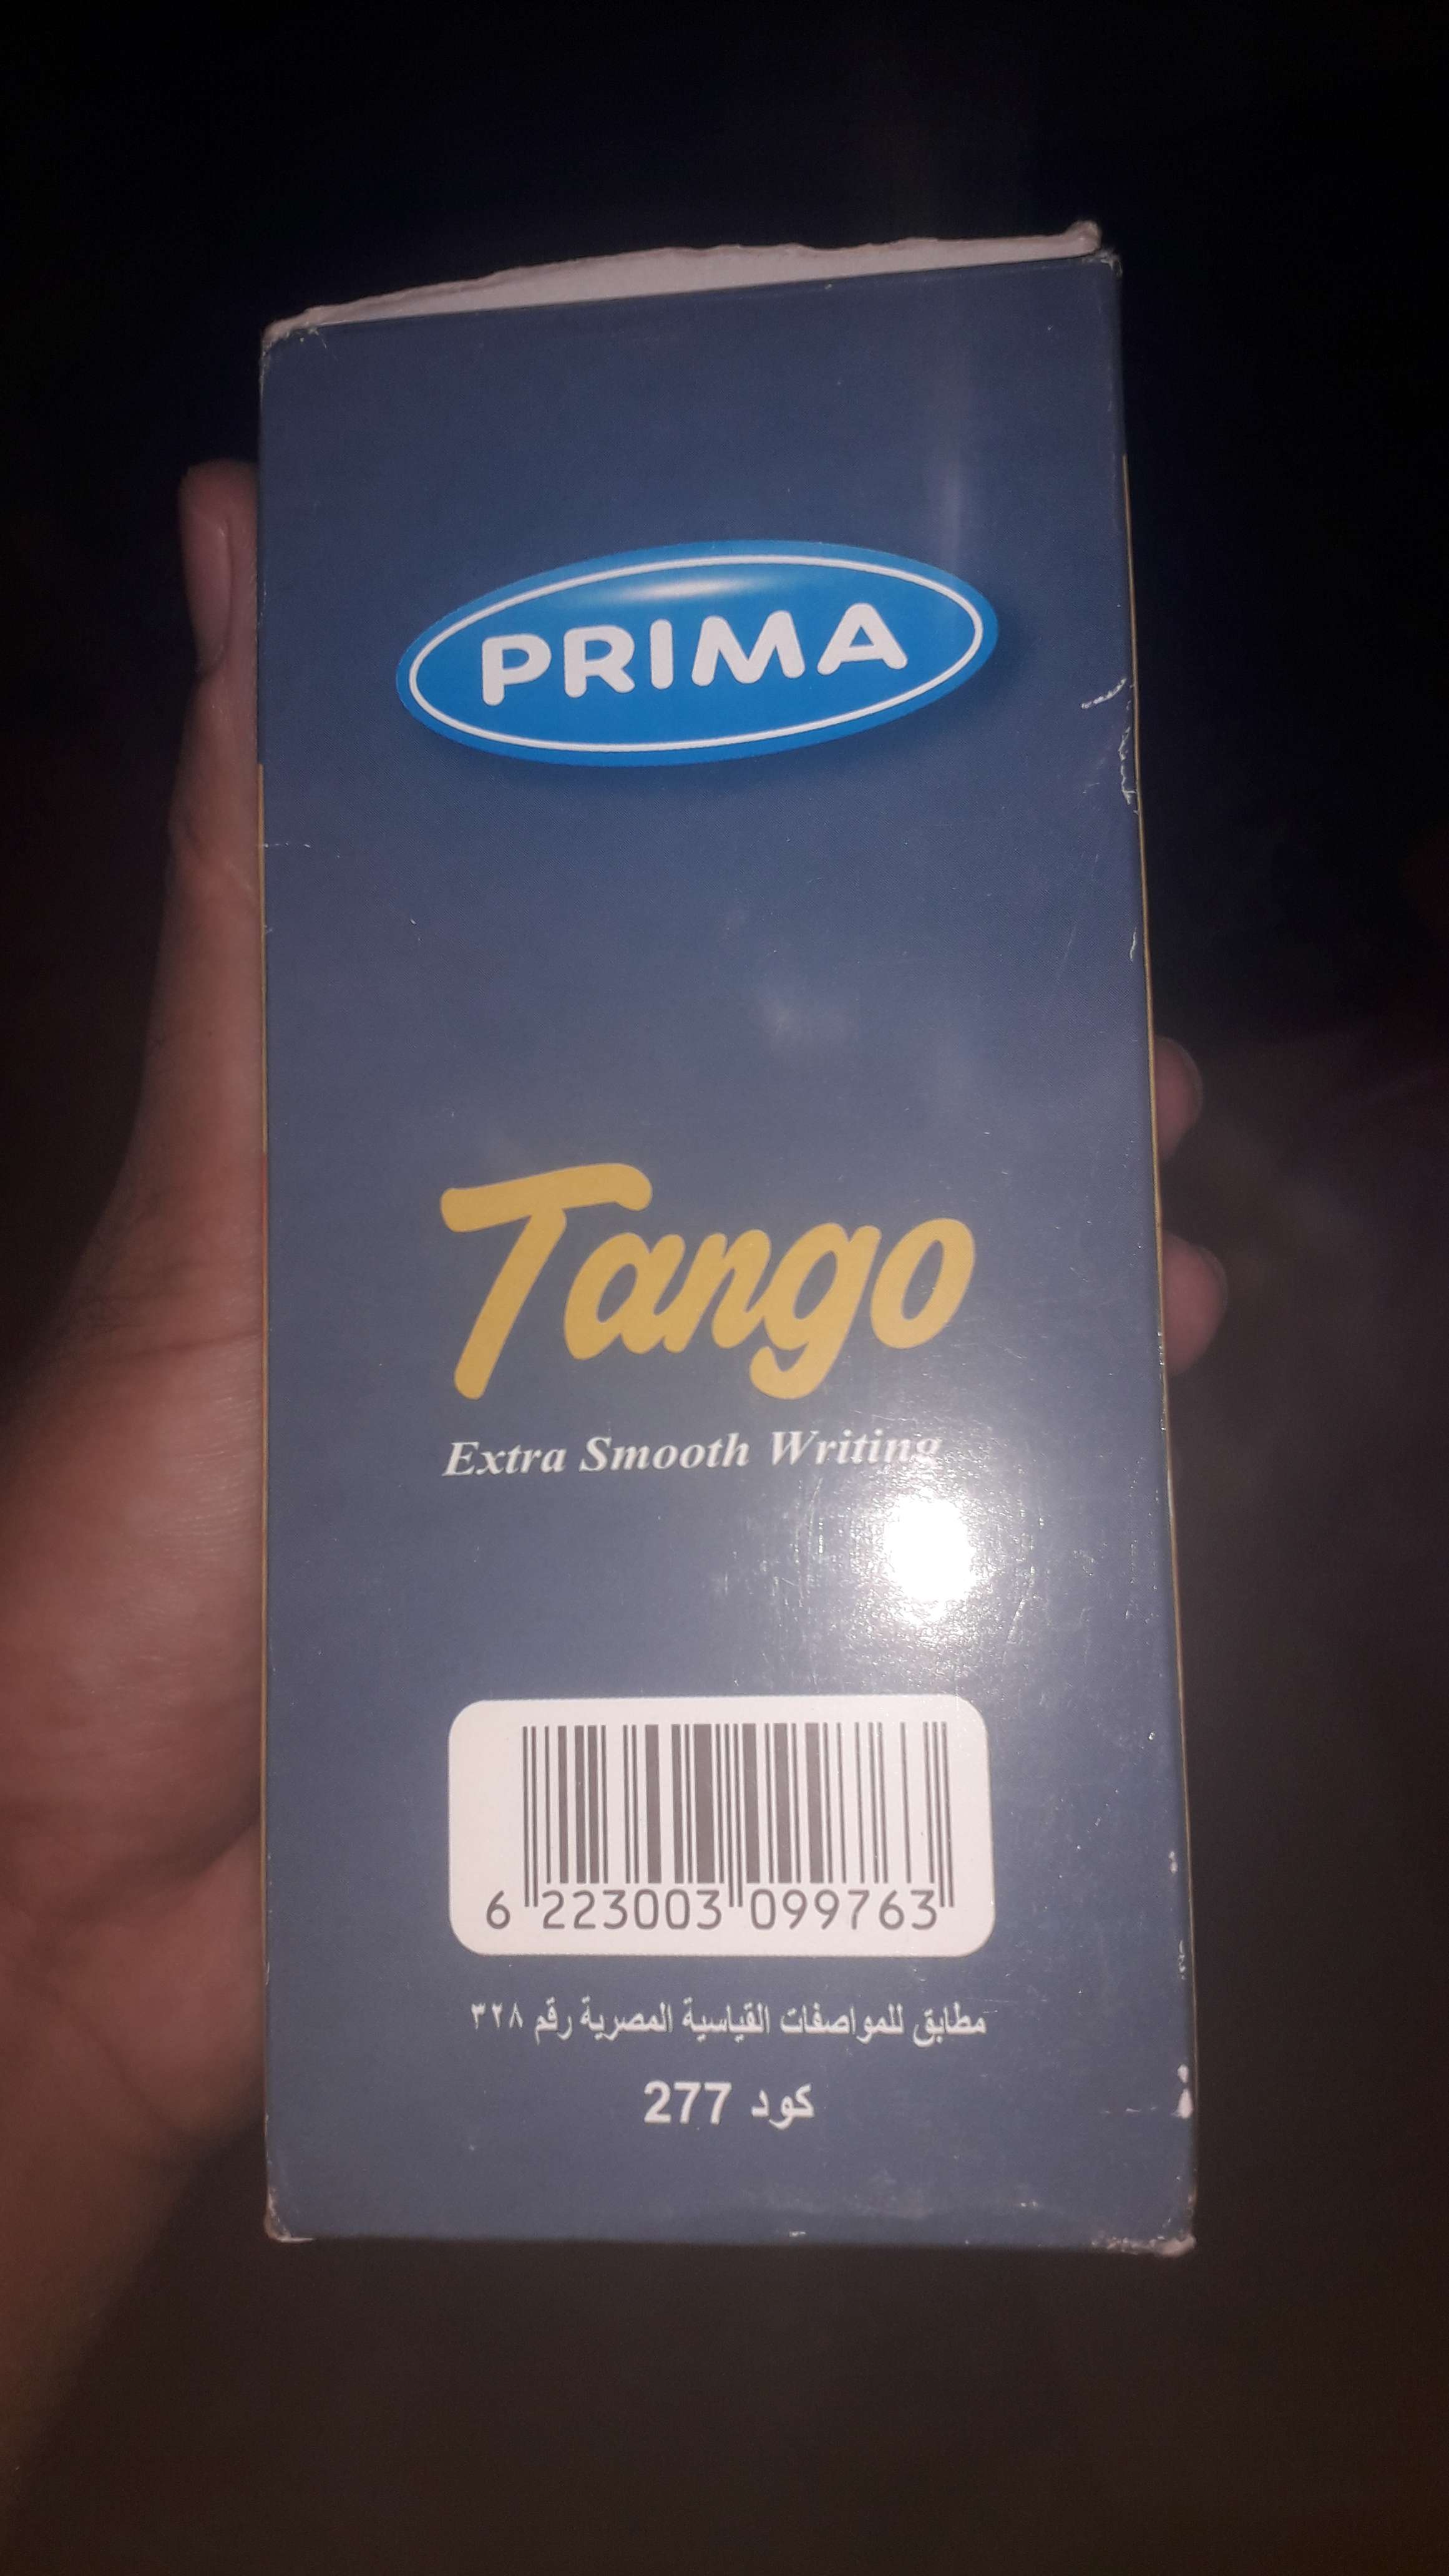 PRIMA
Tango
Extra Smooth Writing
6 223003 099763
مطابق للمواصفات القياسية المصرية رقم ٣٢٨
كود 277